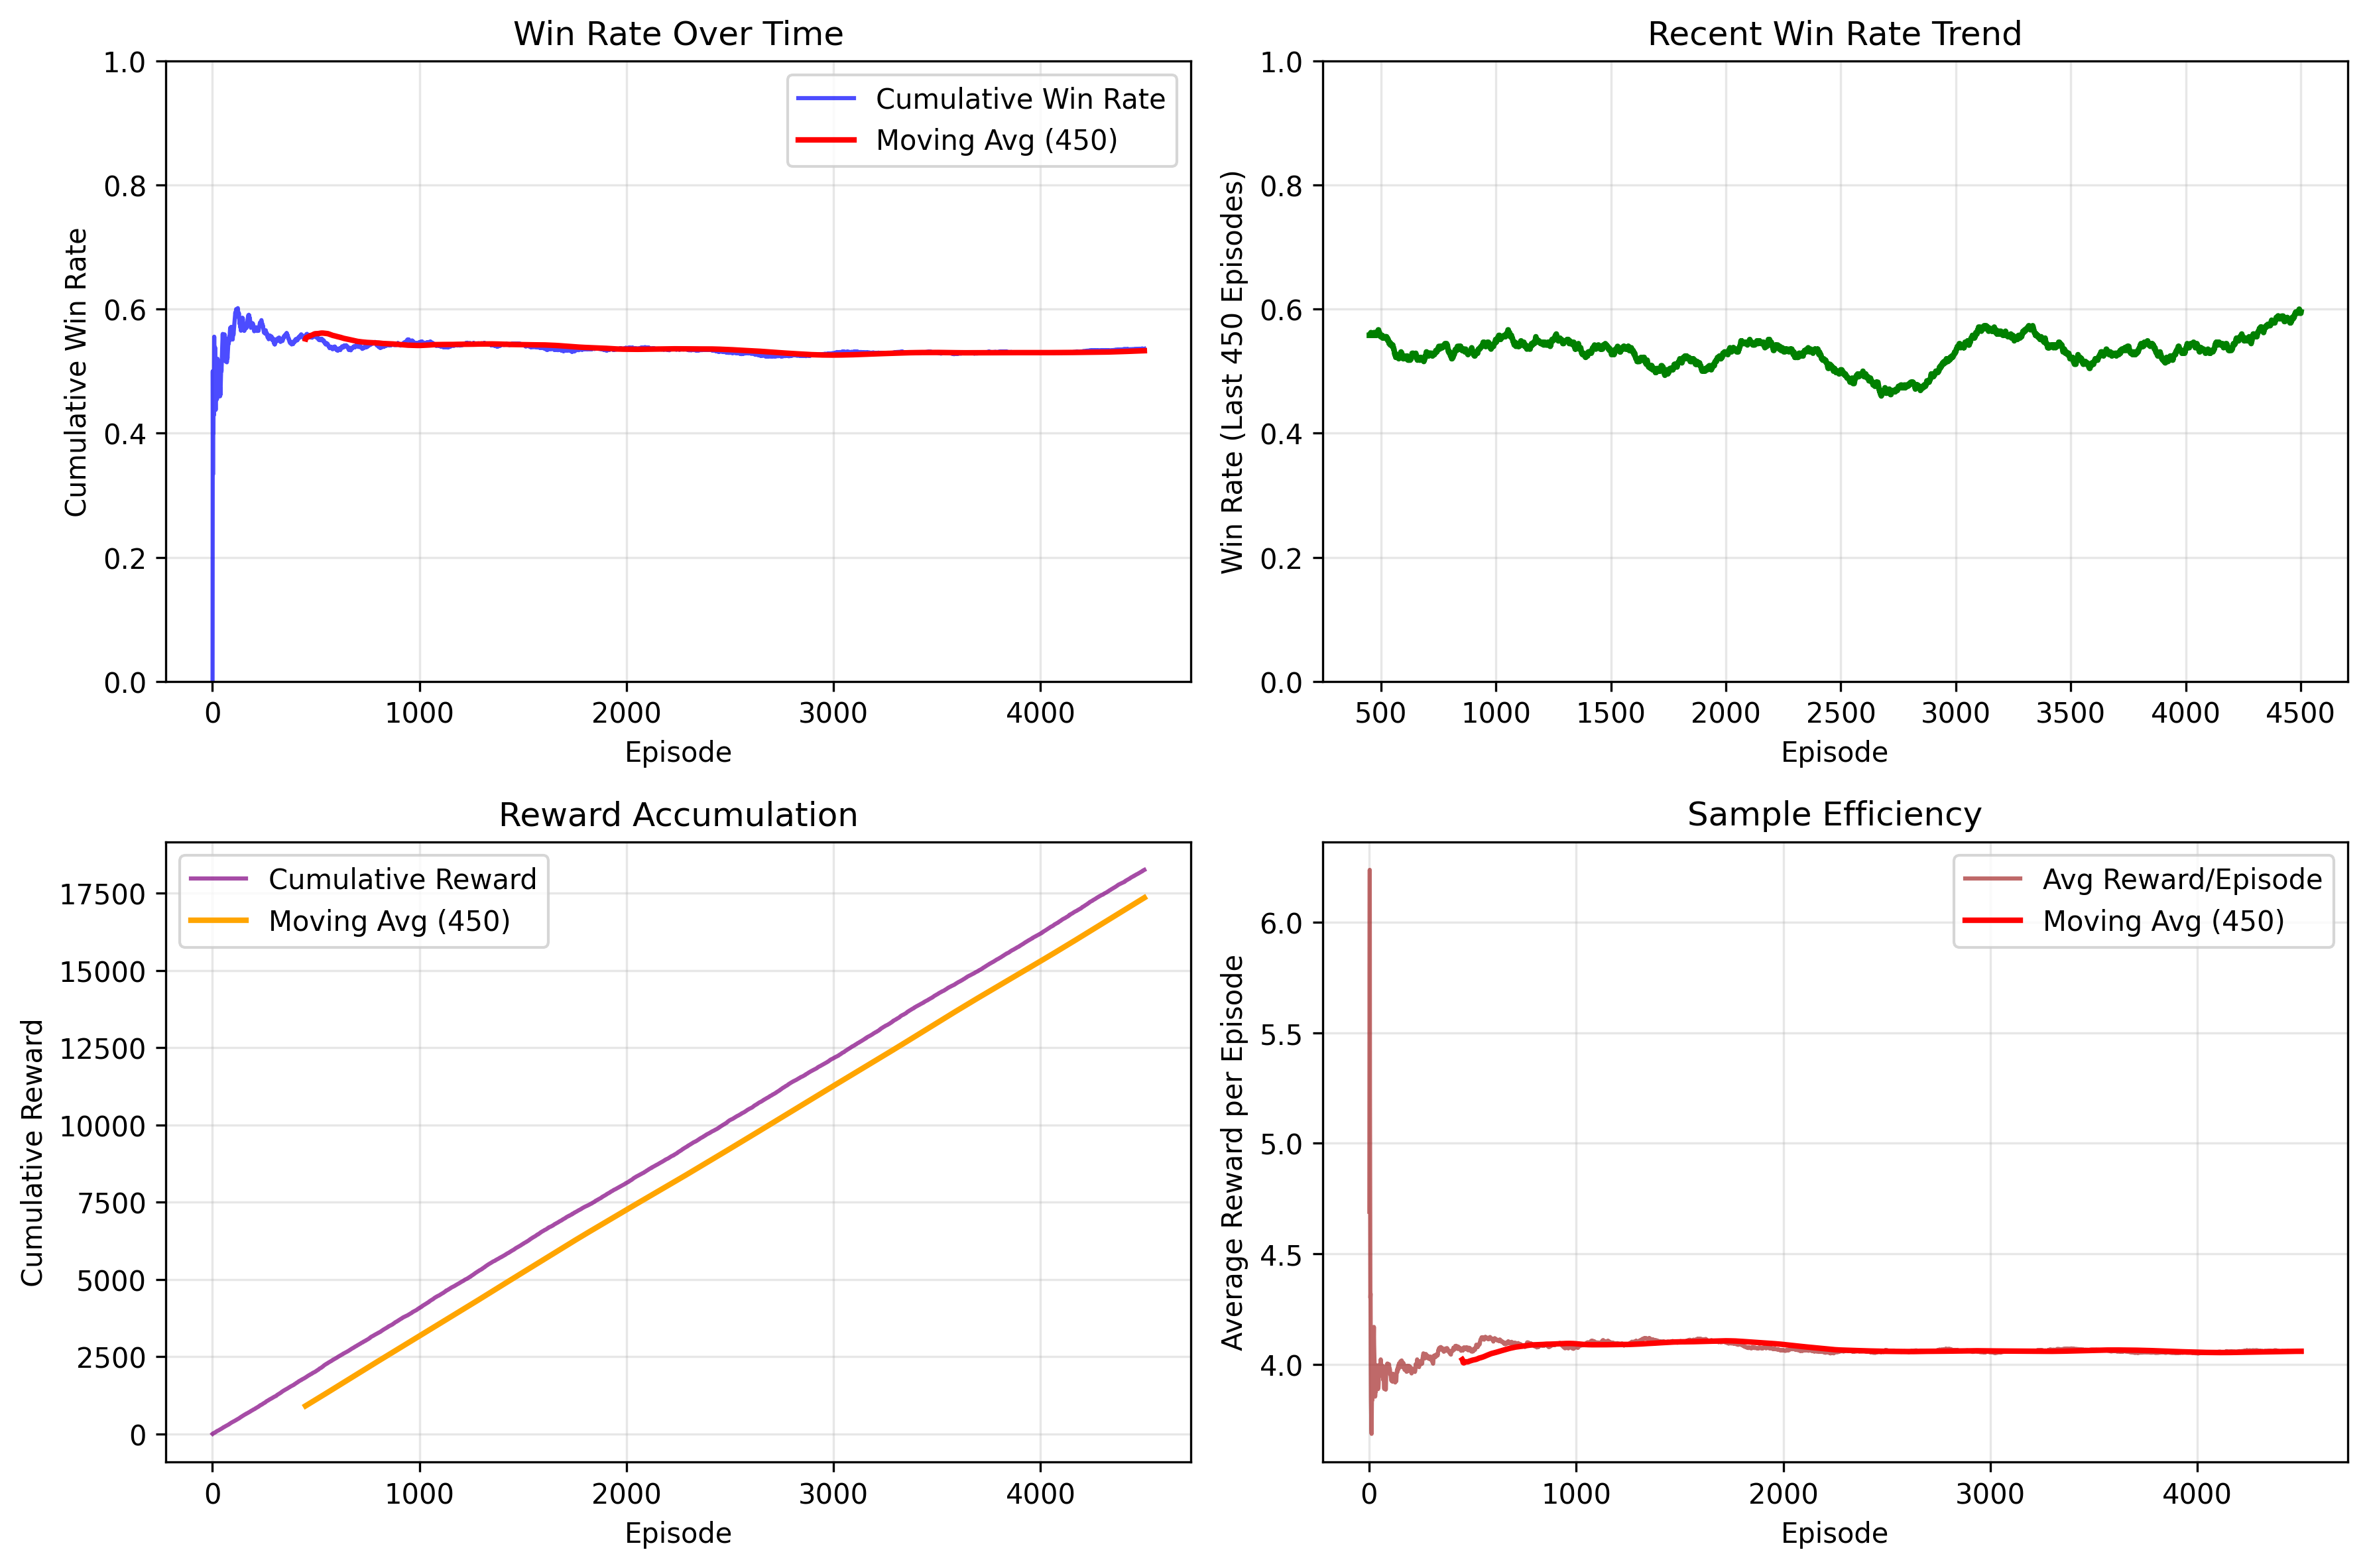 Win Rate Over Time
Cumulative Win Rate
1.0
0.8
0.6
0.4
0.2
0.0
Cumulative Win Rate
Moving Avg (450)
0 1000 2000 3000 4000
Episode
Recent Win Rate Trend
Win Rate (Last 450 Episodes)
1.0
0.8
0.6
0.4
0.2
0.0
500 1000 1500 2000 2500 3000 3500 4000 4500
Episode
Reward Accumulation
Cumulative Reward
17500
15000
12500
10000
7500
5000
2500
0
Cumulative Reward
Moving Avg (450)
0 1000 2000 3000 4000
Episode
Sample Efficiency
Average Reward per Episode
6.0
5.5
5.0
4.5
4.0
Avg Reward/Episode
Moving Avg (450)
0 1000 2000 3000 4000
Episode